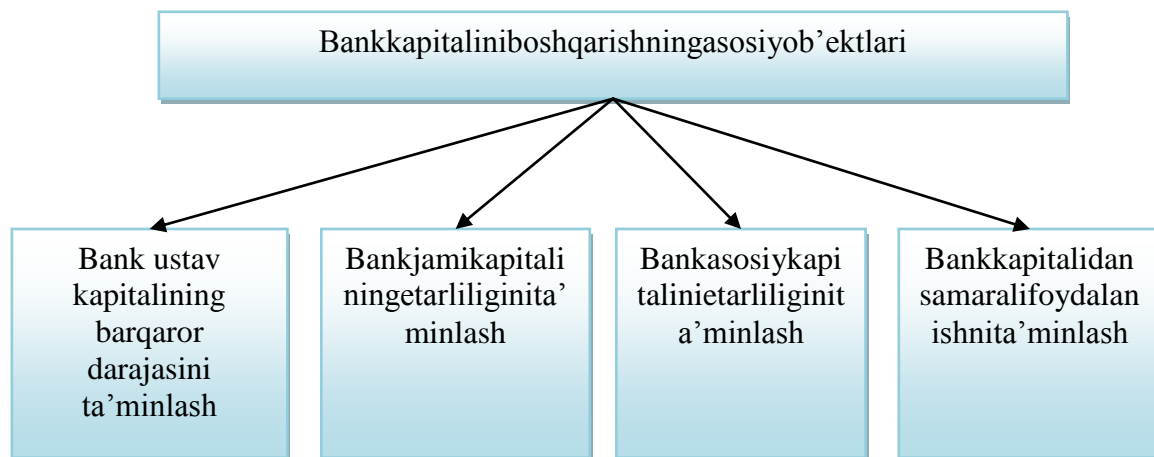 Bankkapitaliniboshqarishningasosiyob’ektlari
Bank ustav
kapitalining
barqaror
darajasini
ta’minlash
Bankjamikapitali
ningetarliliginita’
minlash
Bankasosiykapi
talinietarliliginit
a’minlash
Bankkapitalidan
samaralifoydalan
ishnita’minlash